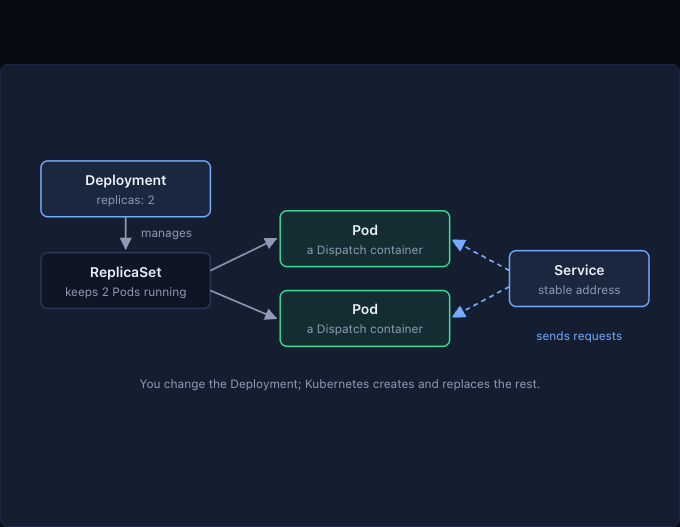 Deployment
replicas: 2
manages
ReplicaSet
keeps 2 Pods running
Pod
a Dispatch container
Pod
a Dispatch container
Service
stable address
sends requests
You change the Deployment; Kubernetes creates and replaces the rest.